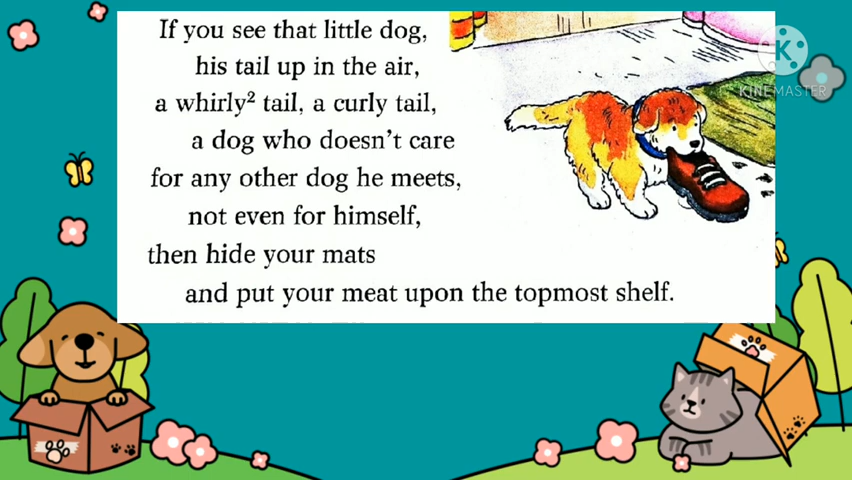 If you see that little dog,
his tail up in the air,
a whirly² tail, a curly tail,
a dog who doesn't care
for any other dog he meets,
not even for himself,
then hide your mats
and put your meat upon the topmost shelf.
K
KINEMASTER